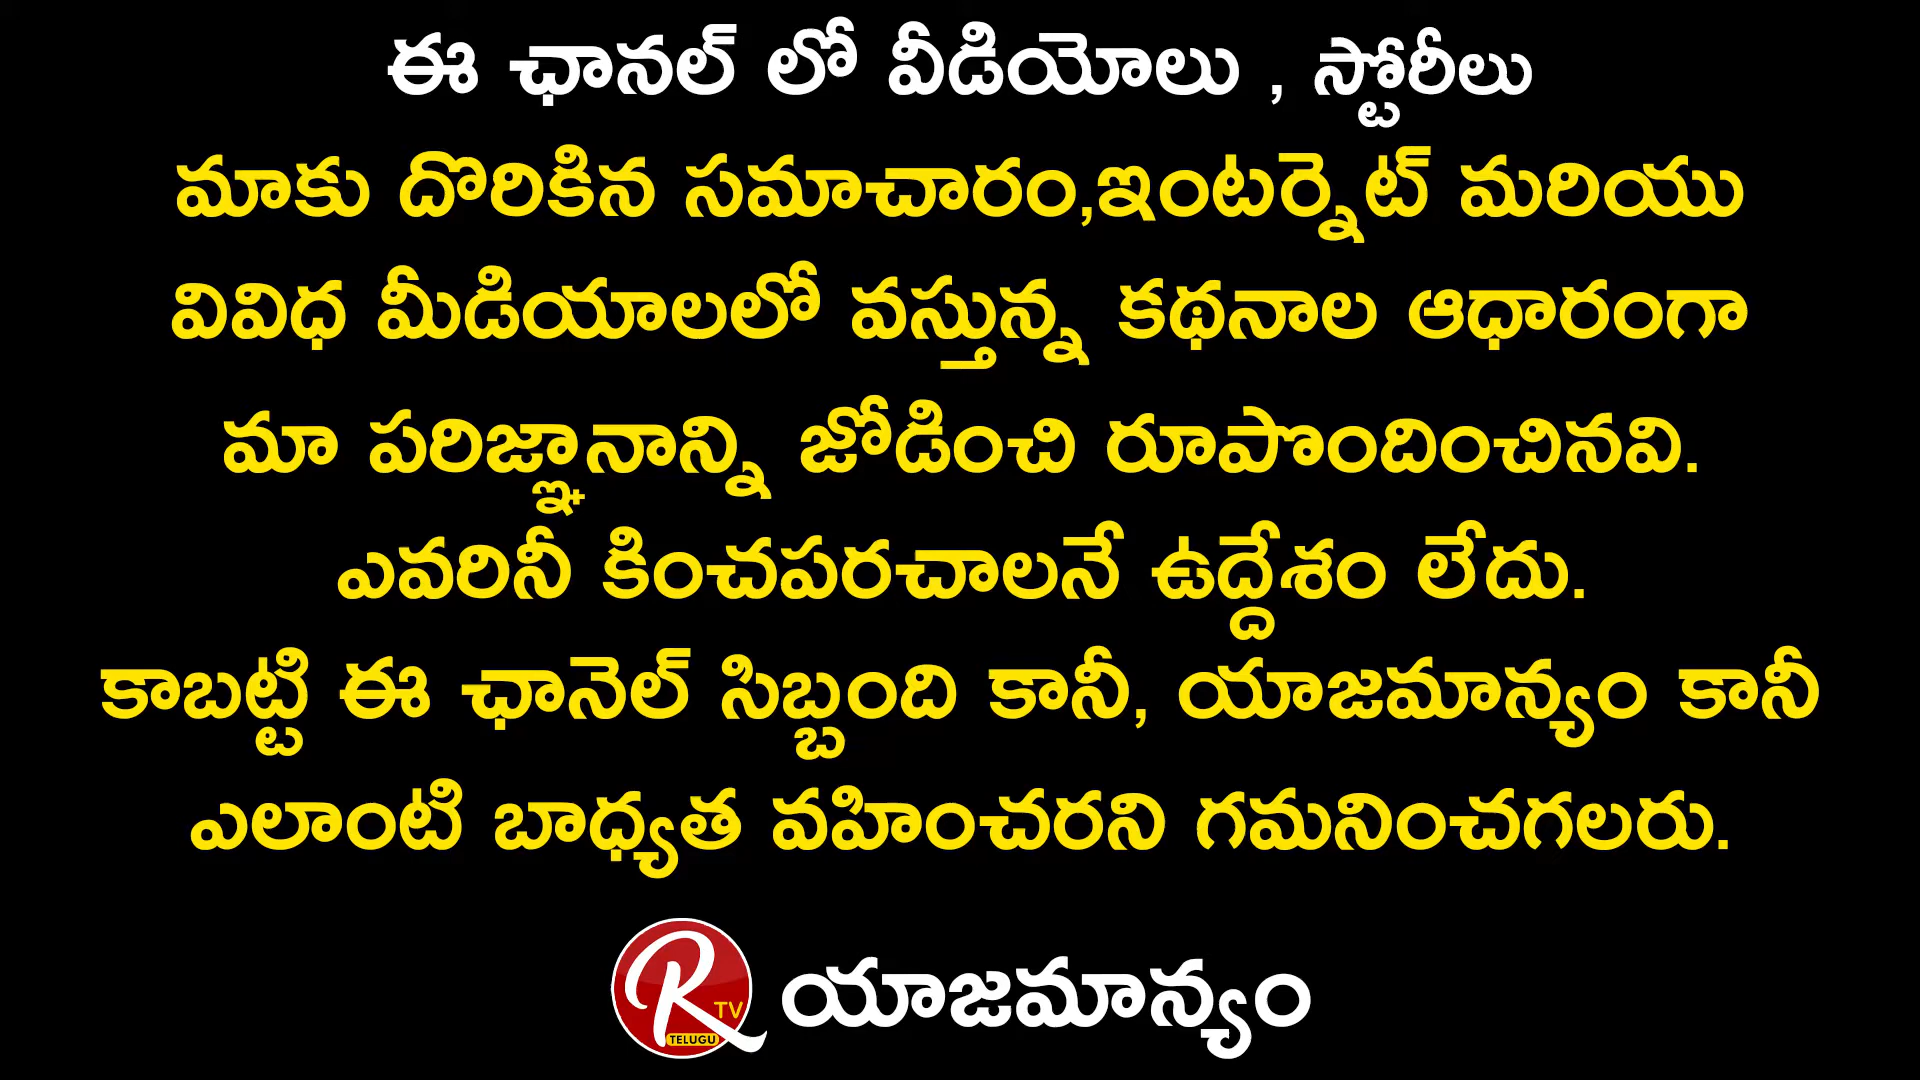 ఈ ఛానల్ లో వీడియోలు , స్టోరీలు
మాకు దొరికిన సమాచారం,ఇంటర్నెట్ మరియు
వివిధ మీడియాలలో వస్తున్న కథనాల ఆధారంగా
మా పరిజ్ఞానాన్ని జోడించి రూపొందించినవి.
ఎవరినీ కించపరచాలనే ఉద్దేశం లేదు.
కాబట్టి ఈ ఛానెల్ సిబ్బంది కానీ, యాజమాన్యం కానీ
ఎలాంటి బాధ్యత వహించరని గమనించగలరు.
R TV TELUGU యాజమాన్యం